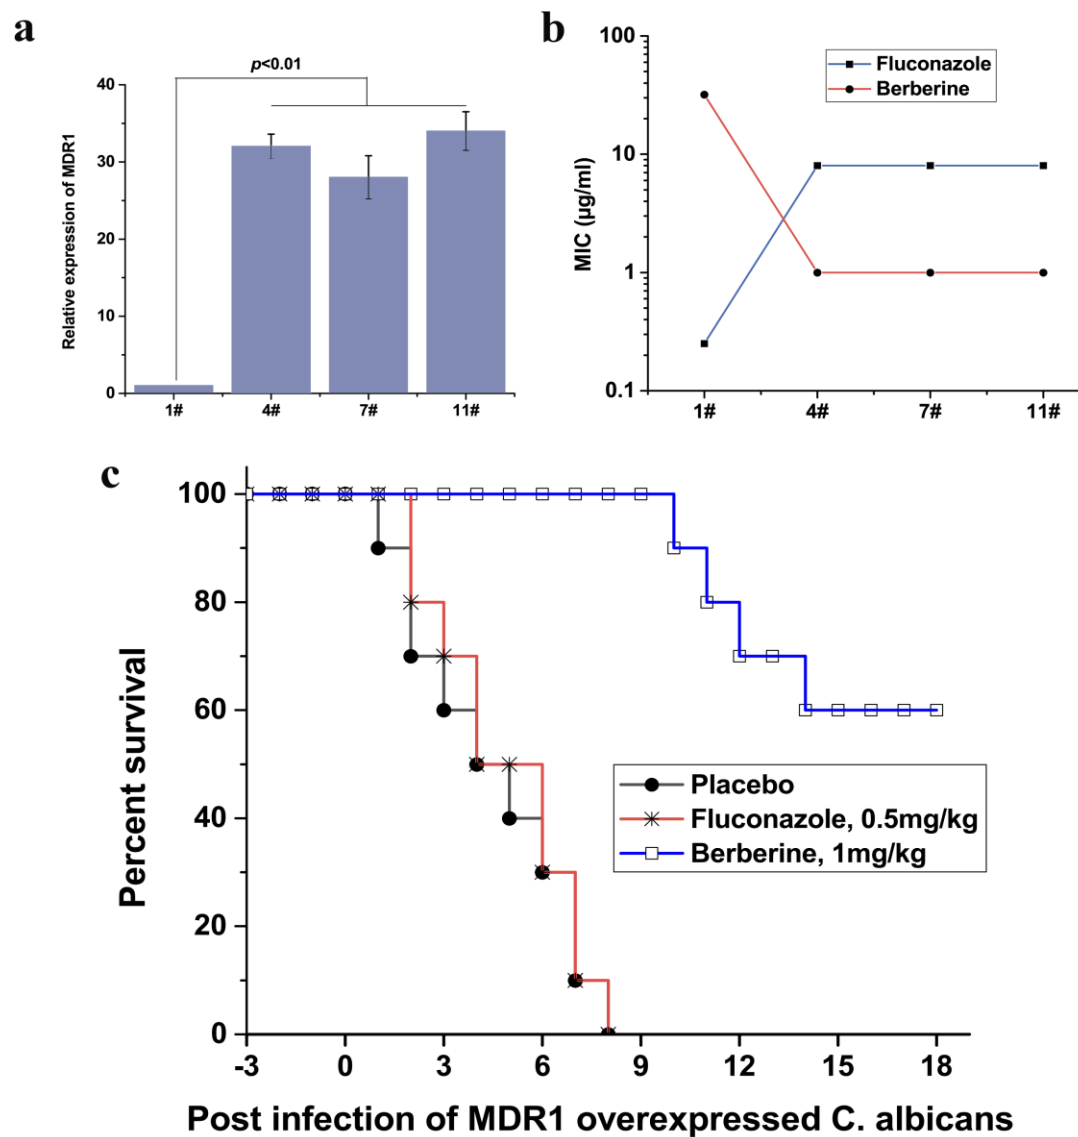 a
p<0.01
40
30
20
10
0
Relative expression of MDR1
1# 4# 7# 11#
b
100
10
1
0.1
MIC (µg/ml)
Fluconazole
Berberine
1# 4# 7# 11#
c
100
80
60
40
20
0
Percent survival
Placebo
Fluconazole, 0.5mg/kg
Berberine, 1mg/kg
-3 0 3 6 9 12 15 18
Post infection of MDR1 overexpressed C. albicans